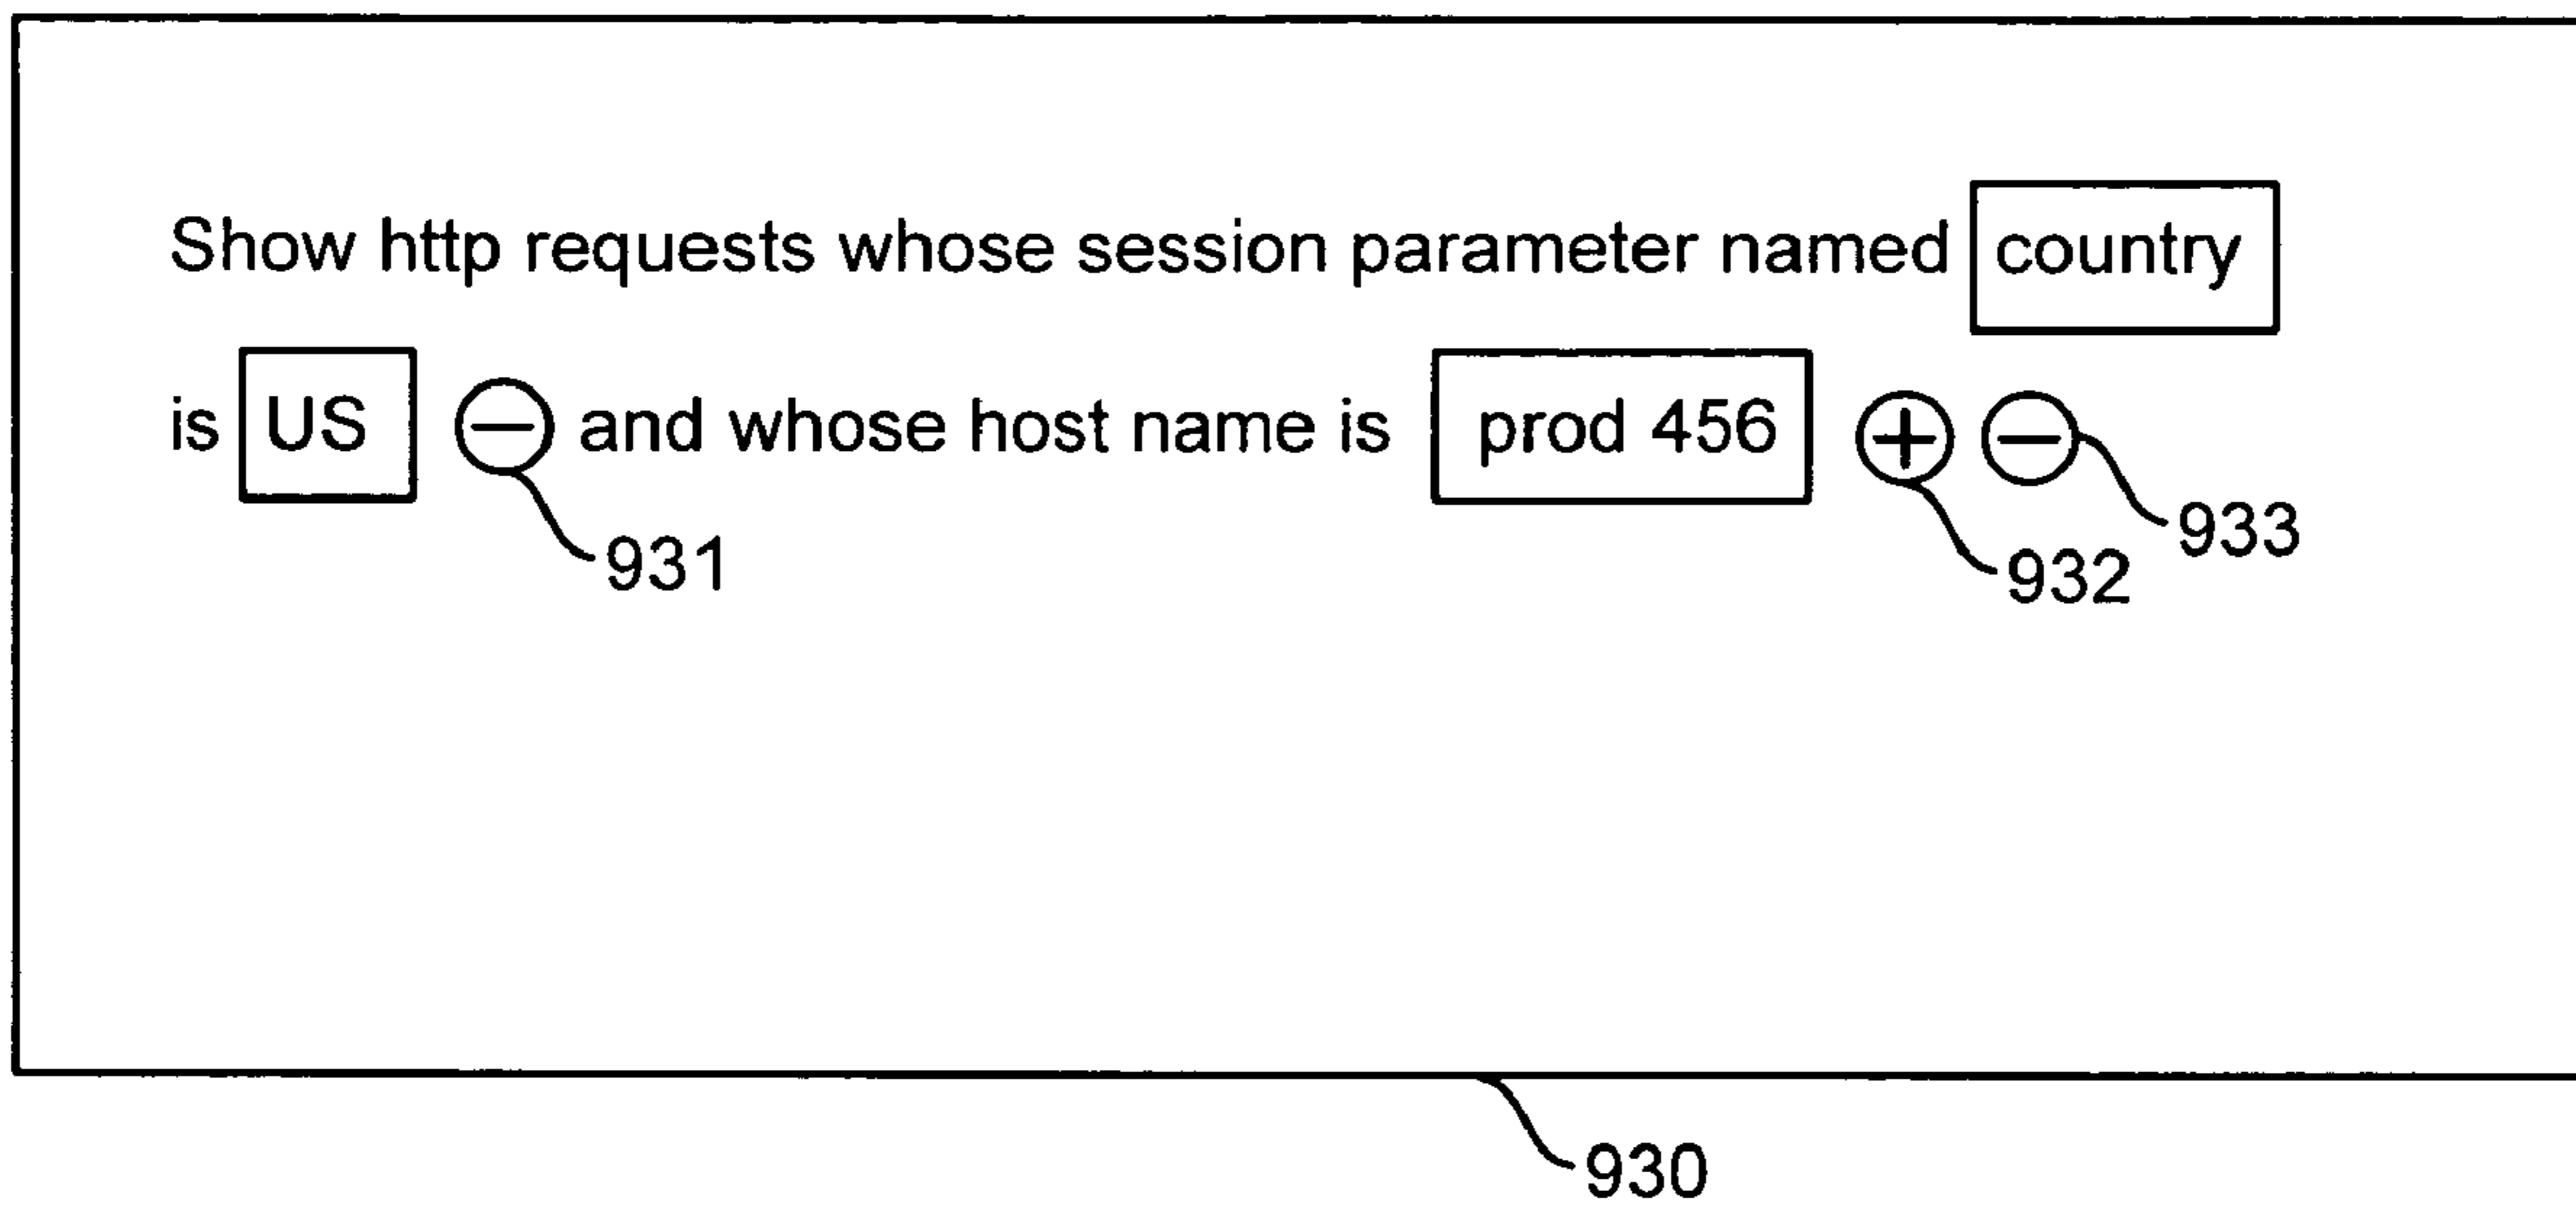 Show http requests whose session parameter named country
is US − and whose host name is prod 456 + −
931
932
933
930